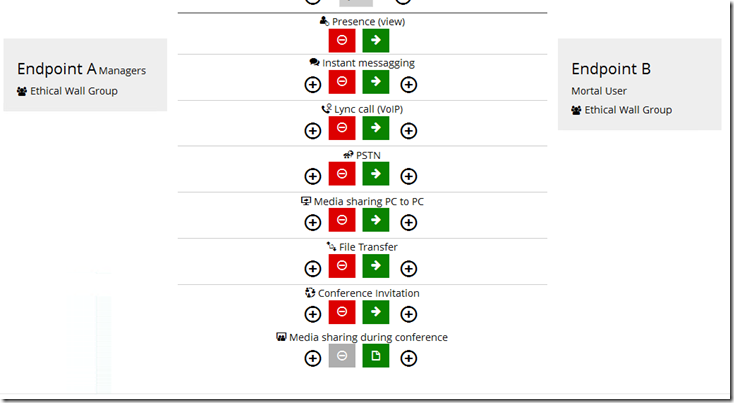 Presence (view)
Endpoint A Managers
Ethical Wall Group
Instant messagging
Lync call (VoIP)
PSTN
Media sharing PC to PC
File Transfer
Conference Invitation
Media sharing during conference
Endpoint B
Mortal User
Ethical Wall Group